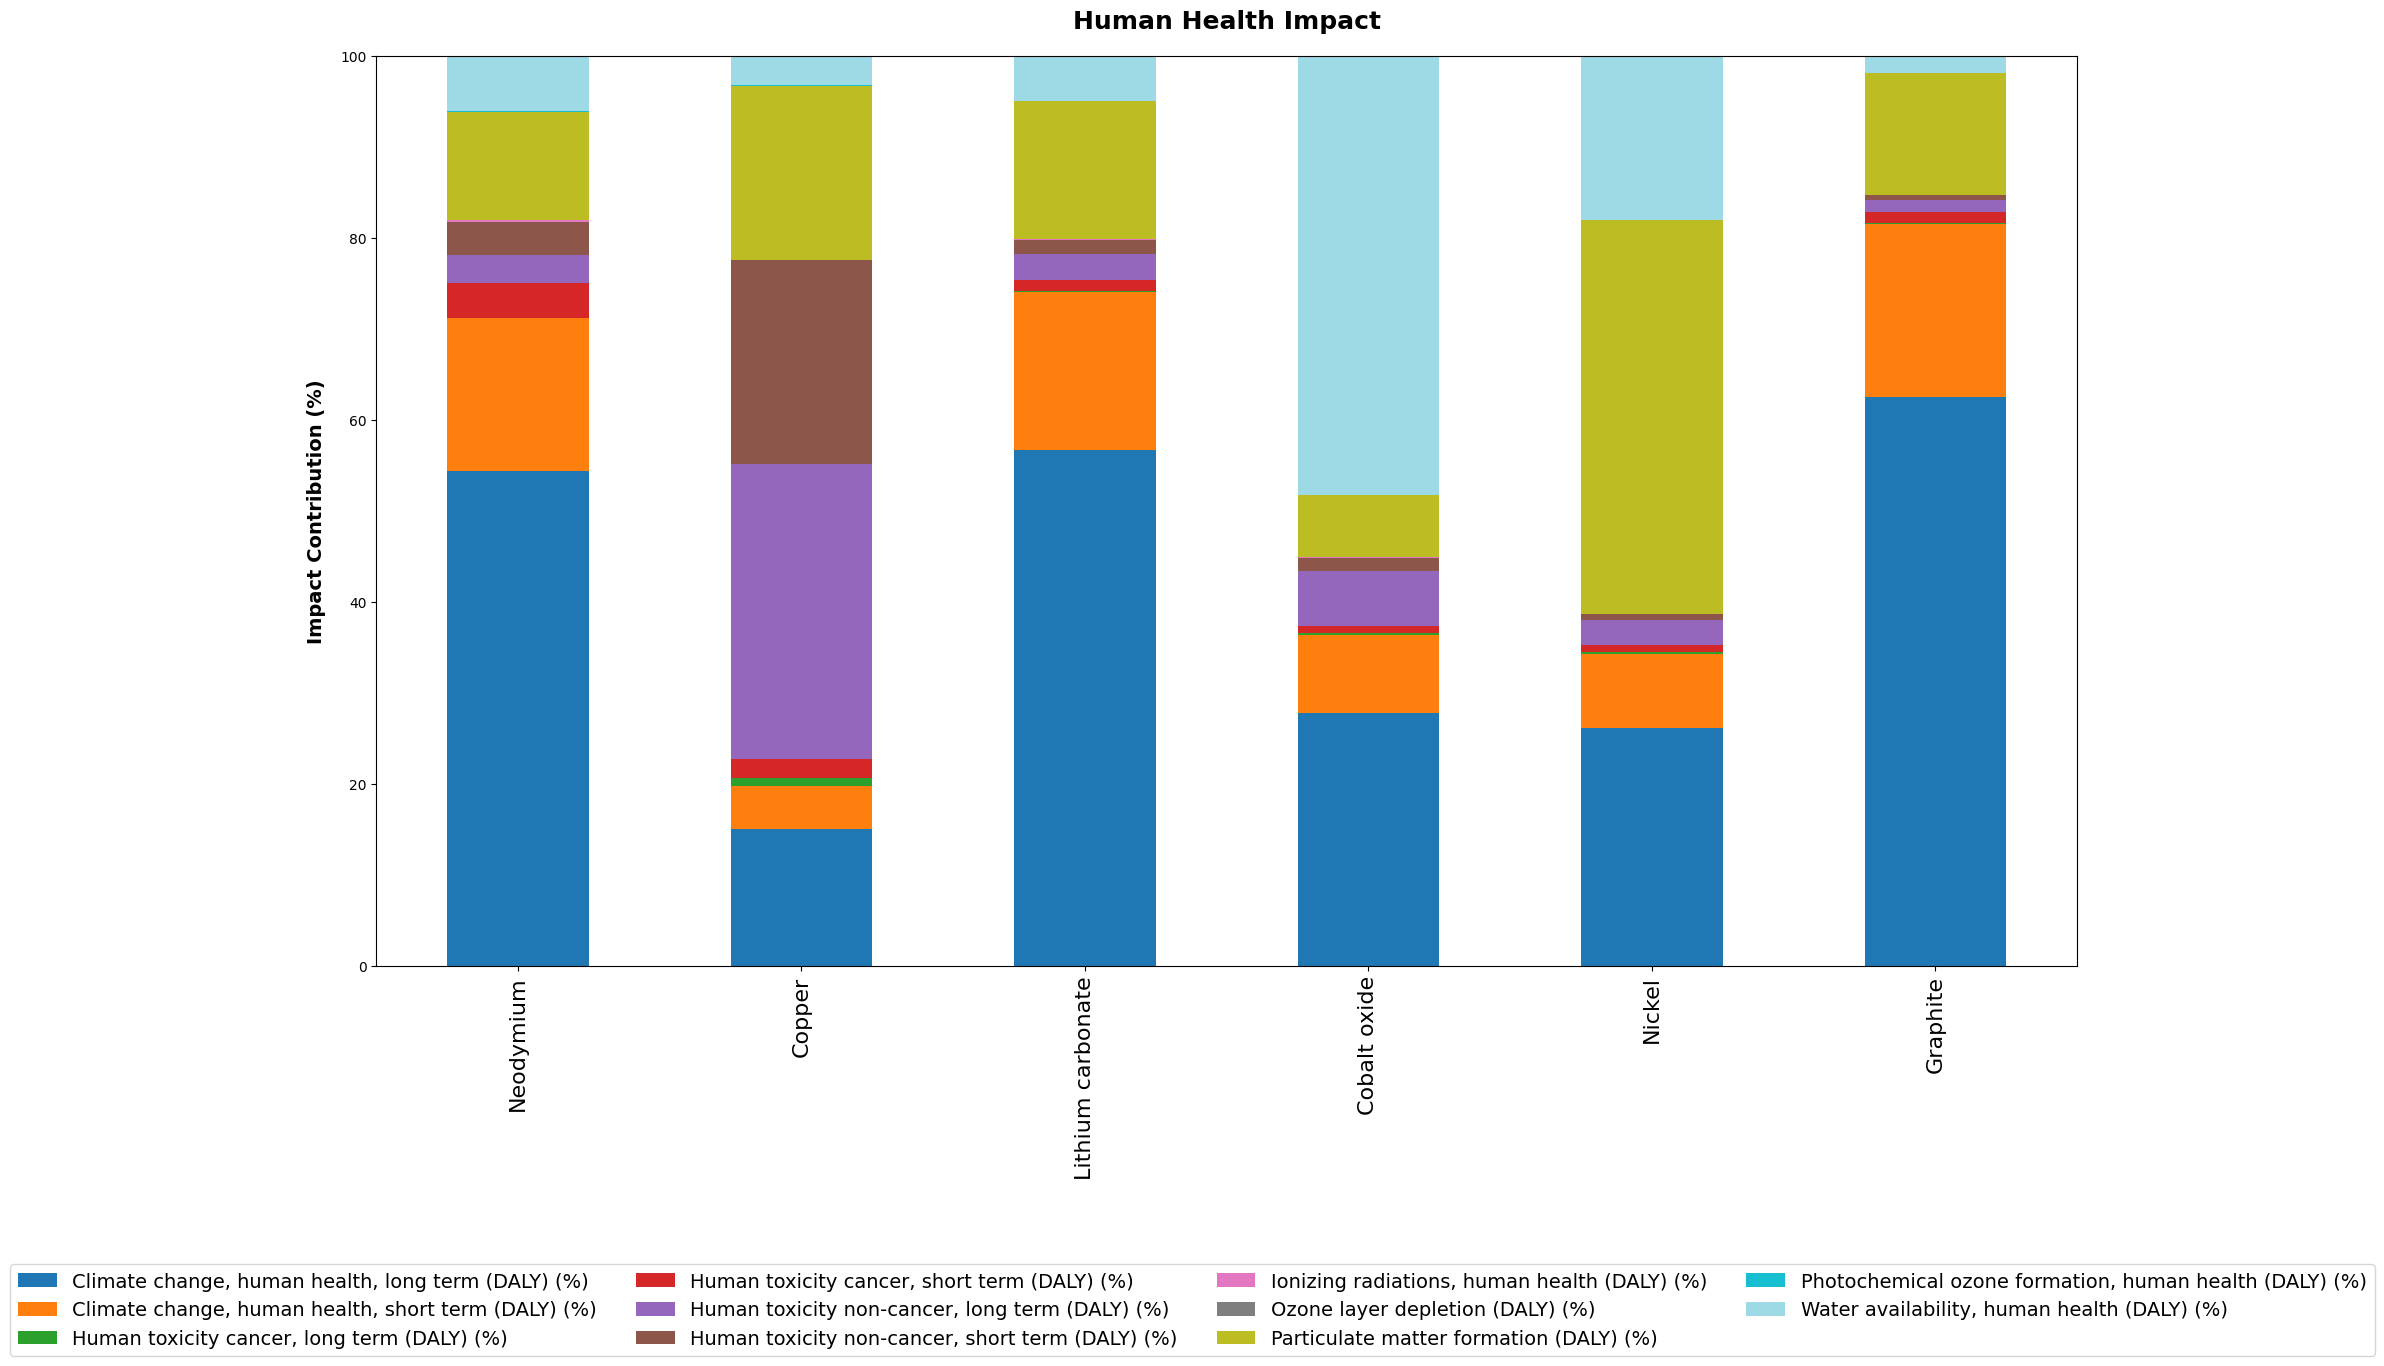 Human Health Impact
Impact Contribution (%)
100
80
60
40
20
0
Neodymium
Copper
Lithium carbonate
Cobalt oxide
Nickel
Graphite
Climate change, human health, long term (DALY) (%)
Climate change, human health, short term (DALY) (%)
Human toxicity cancer, long term (DALY) (%)
Human toxicity cancer, short term (DALY) (%)
Human toxicity non-cancer, long term (DALY) (%)
Human toxicity non-cancer, short term (DALY) (%)
Ionizing radiations, human health (DALY) (%)
Ozone layer depletion (DALY) (%)
Particulate matter formation (DALY) (%)
Photochemical ozone formation, human health (DALY) (%)
Water availability, human health (DALY) (%)